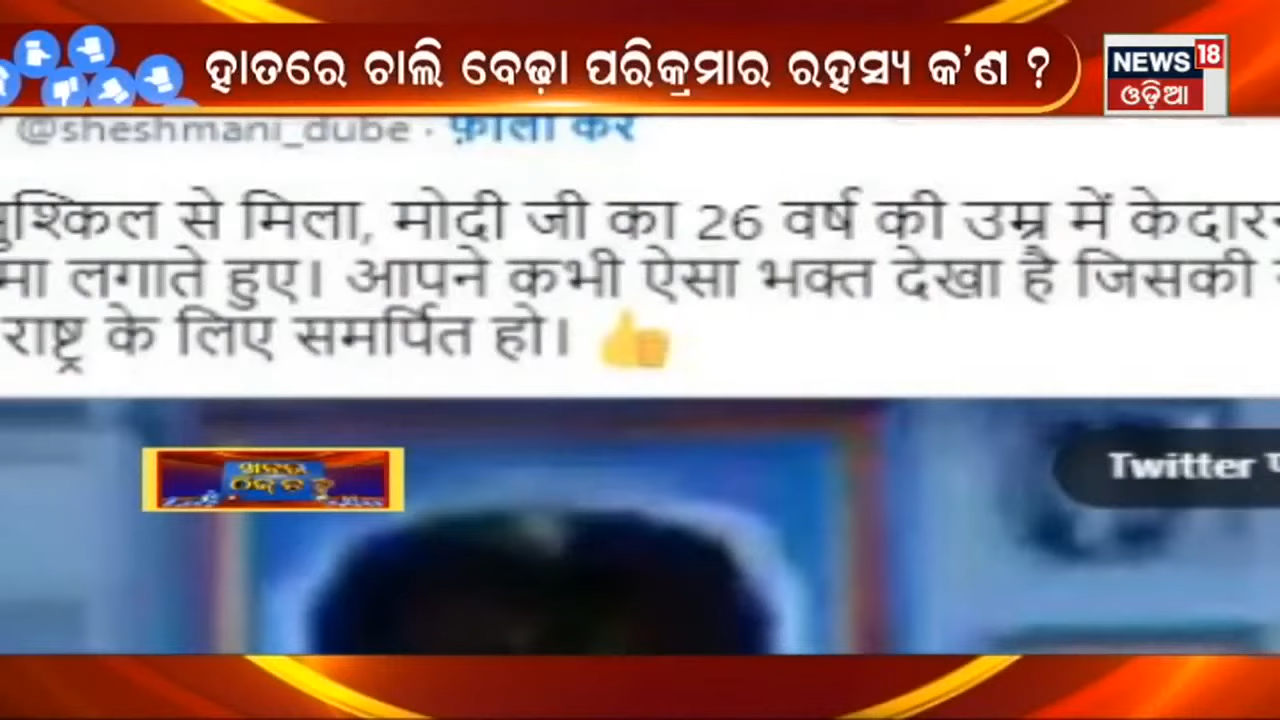 ହାତରେ ଚାଲି ବେଢ଼ା ପରିକ୍ରମାର ରହସ୍ୟ କ'ଣ ?
NEWS 18
ଓଡ଼ିଆ
@sheshmani_dube · फ़ॉलो करें
मुश्किल से मिला, मोदी जी का 26 वर्ष की उम्र में केदार
मा लगाते हुए। आपने कभी ऐसा भक्त देखा है जिसकी
राष्ट्र के लिए समर्पित हो। 👍
Twitter